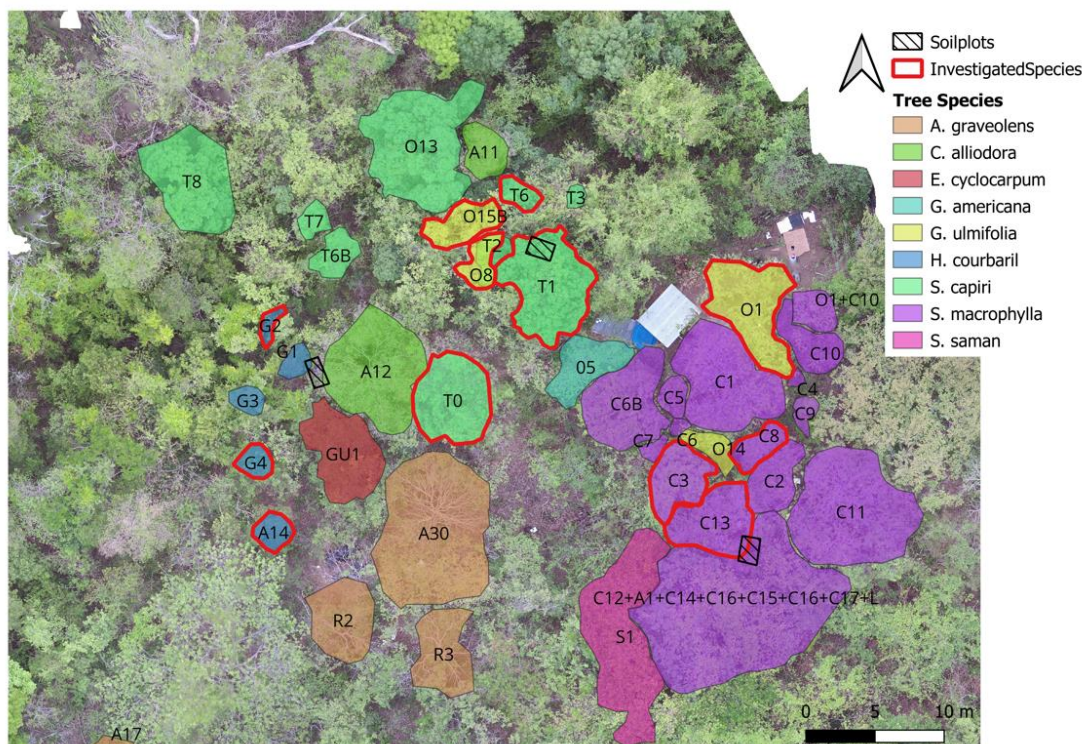 Soilplots
InvestigatedSpecies
Tree Species
A. graveolens
C. alliodora
E. cyclocarpum
G. americana
G. ulmifolia
H. courbaril
S. capiri
S. macrophylla
S. saman
O13
A11
T8
T6
T3
T7
O15B
T6B
T2
O8
T1
O1
O1+C10
G2
G1
C10
A12
05
C1
G3
T0
C6B
C5
C4
C9
GU1
C7
C6
C8
O14
G4
C3
C2
A14
A30
C13
C11
R2
C12+A1+C14+C16+C15+C16+C17+L
S1
R3
A17
0 5 10 m